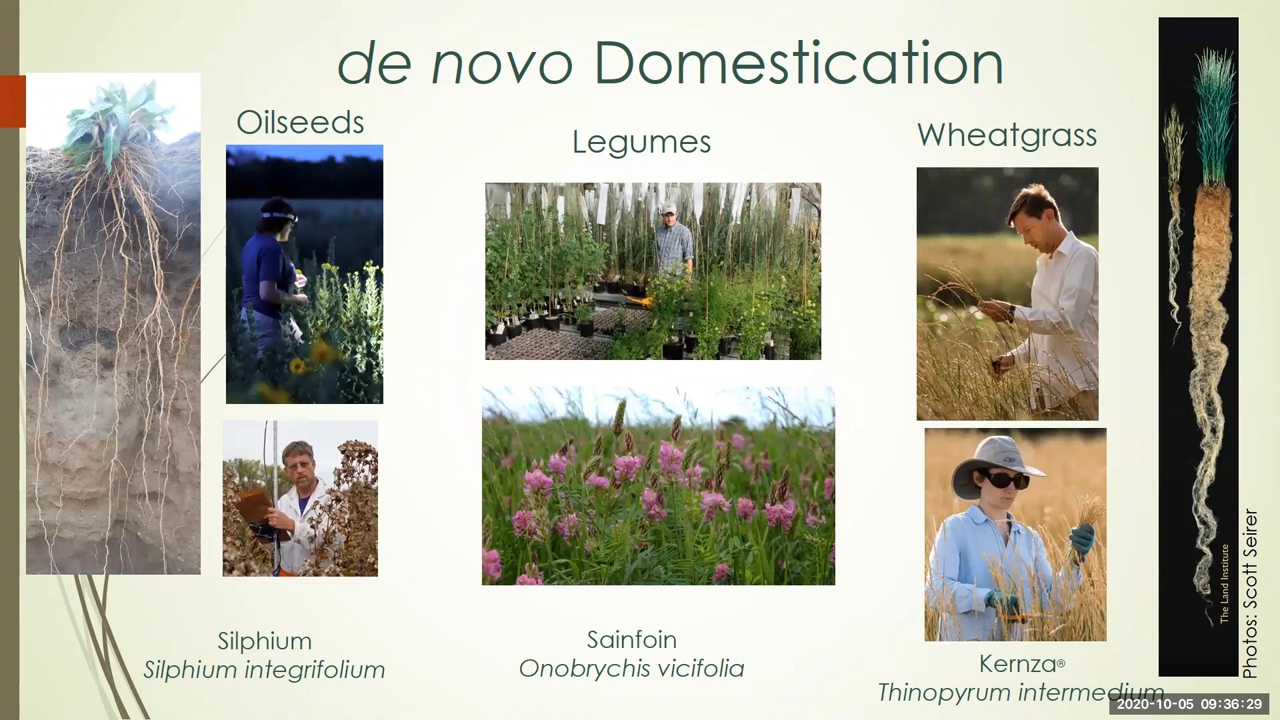 de novo Domestication
Oilseeds
Legumes
Wheatgrass
Silphium
Silphium integrifolium
Sainfoin
Onobrychis vicifolia
Kernza®
Thinopyrum intermedium
The Land Institute
Photos: Scott Seirer
2020-10-05 09:36:29